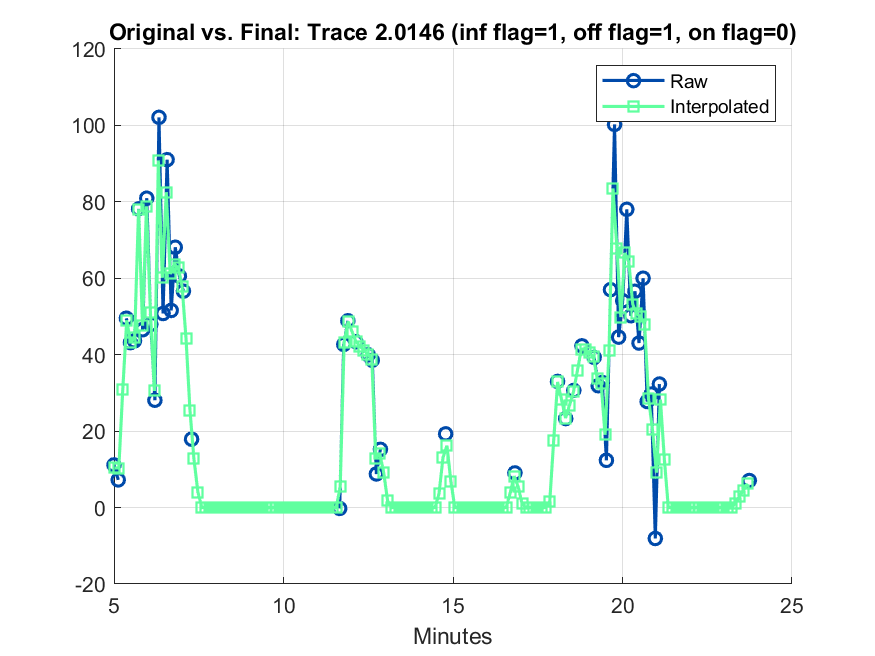 Original vs. Final: Trace 2.0146 (inf flag=1, off flag=1, on flag=0)
120
100
80
60
40
20
0
-20
Raw
Interpolated
5 10 15 20 25
Minutes